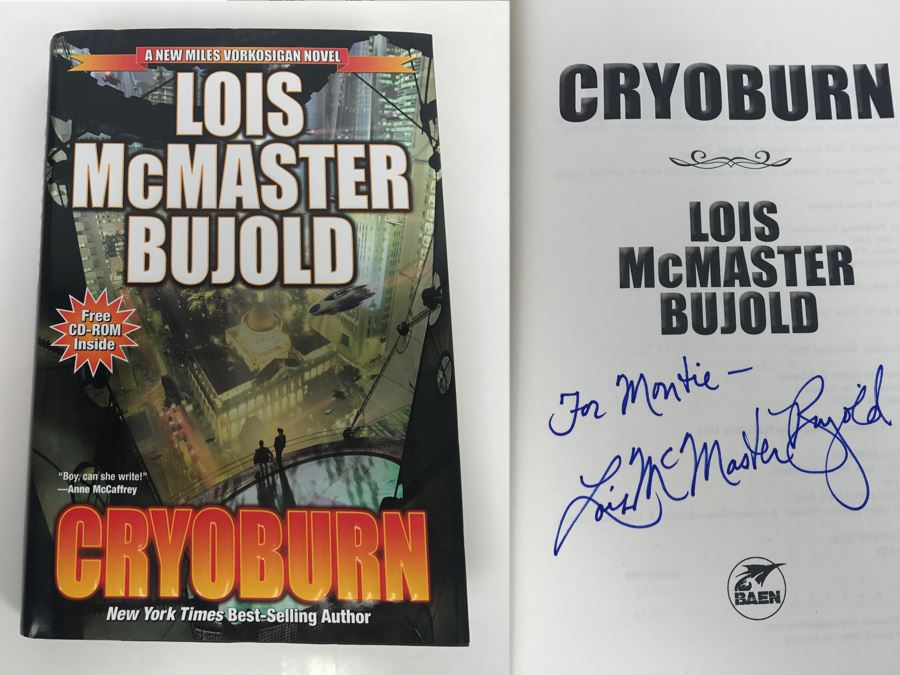 A NEW MILES VORKOSIGAN NOVEL
LOIS
McMASTER
BUJOLD
Free
CD-ROM
Inside
"Boy, can she write!"
—Anne McCaffrey
CRYOBURN
New York Times Best-Selling Author
CRYOBURN
LOIS
McMASTER
BUJOLD
For Montie —
Lois McMaster Bujold
BAEN